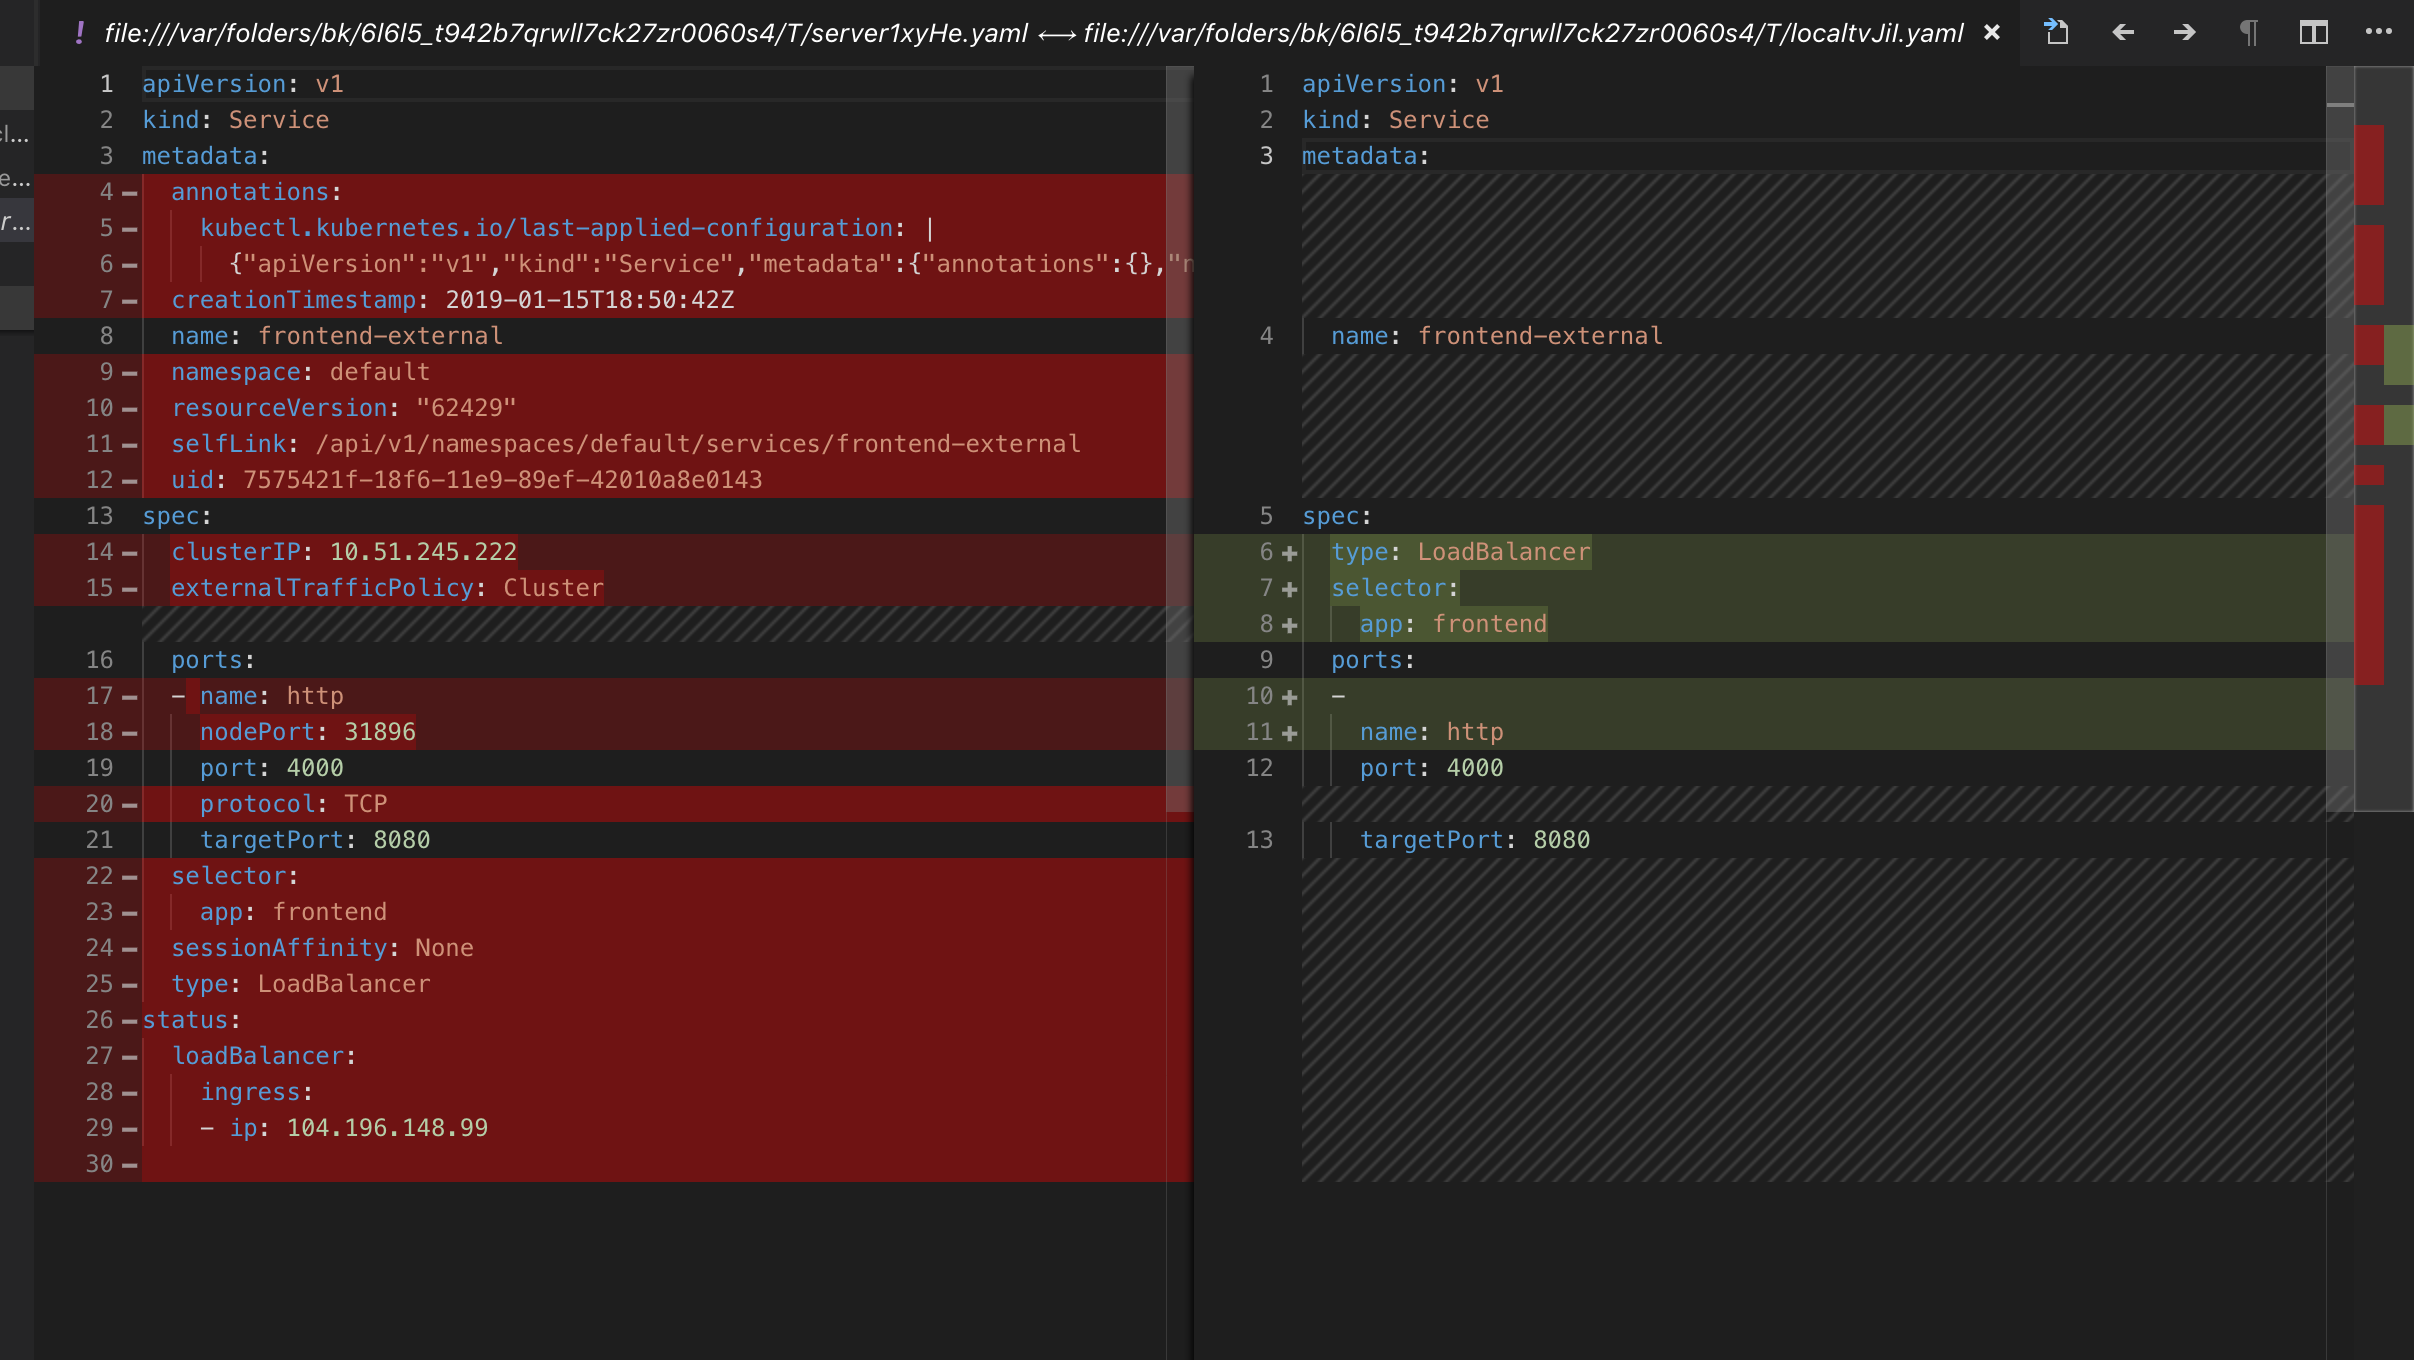 ! file:///var/folders/bk/6l6l5_t942b7qrwll7ck27zr0060s4/T/server1xyHe.yaml ⟷ file:///var/folders/bk/6l6l5_t942b7qrwll7ck27zr0060s4/T/localtvJiI.yaml ×
cl...
e...
r...
1 apiVersion: v1
2 kind: Service
3 metadata:
4 – annotations:
5 – kubectl.kubernetes.io/last-applied-configuration: |
6 – {"apiVersion":"v1","kind":"Service","metadata":{"annotations":{},"n
7 – creationTimestamp: 2019-01-15T18:50:42Z
8 name: frontend-external
9 – namespace: default
10 – resourceVersion: "62429"
11 – selfLink: /api/v1/namespaces/default/services/frontend-external
12 – uid: 7575421f-18f6-11e9-89ef-42010a8e0143
13 spec:
14 – clusterIP: 10.51.245.222
15 – externalTrafficPolicy: Cluster
16 ports:
17 – - name: http
18 – nodePort: 31896
19 port: 4000
20 – protocol: TCP
21 targetPort: 8080
22 – selector:
23 – app: frontend
24 – sessionAffinity: None
25 – type: LoadBalancer
26 – status:
27 – loadBalancer:
28 – ingress:
29 – - ip: 104.196.148.99
30 –
1 apiVersion: v1
2 kind: Service
3 metadata:
4 name: frontend-external
5 spec:
6 + type: LoadBalancer
7 + selector:
8 + app: frontend
9 ports:
10 + -
11 + name: http
12 port: 4000
13 targetPort: 8080